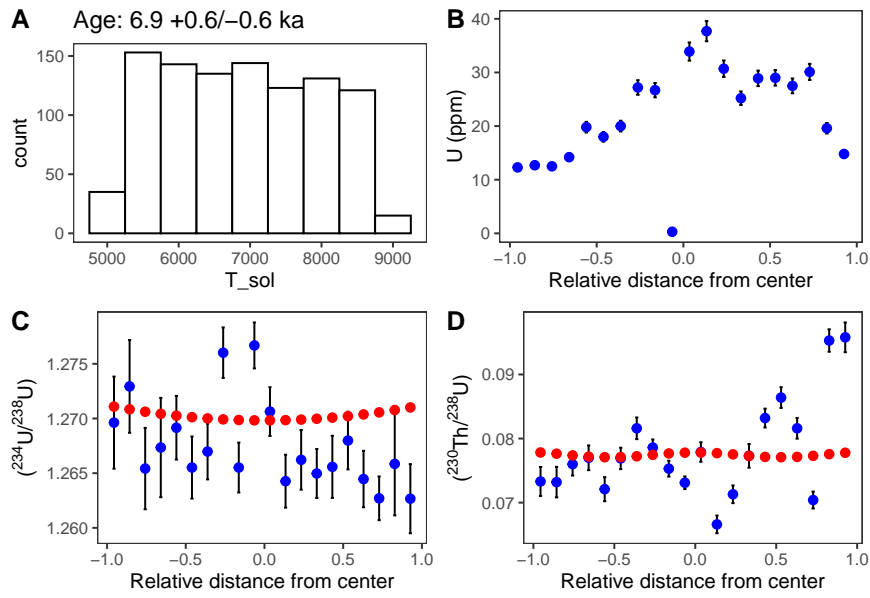 A
Age: 6.9 +0.6/−0.6 ka
150
100
50
0
count
5000 6000 7000 8000 9000
T_sol
B
40
30
20
10
0
U (ppm)
−1.0 −0.5 0.0 0.5 1.0
Relative distance from center
C
1.275
1.270
1.265
1.260
(²³⁴U/²³⁸U)
−1.0 −0.5 0.0 0.5 1.0
Relative distance from center
D
0.09
0.08
0.07
(²³⁰Th/²³⁸U)
−1.0 −0.5 0.0 0.5 1.0
Relative distance from center